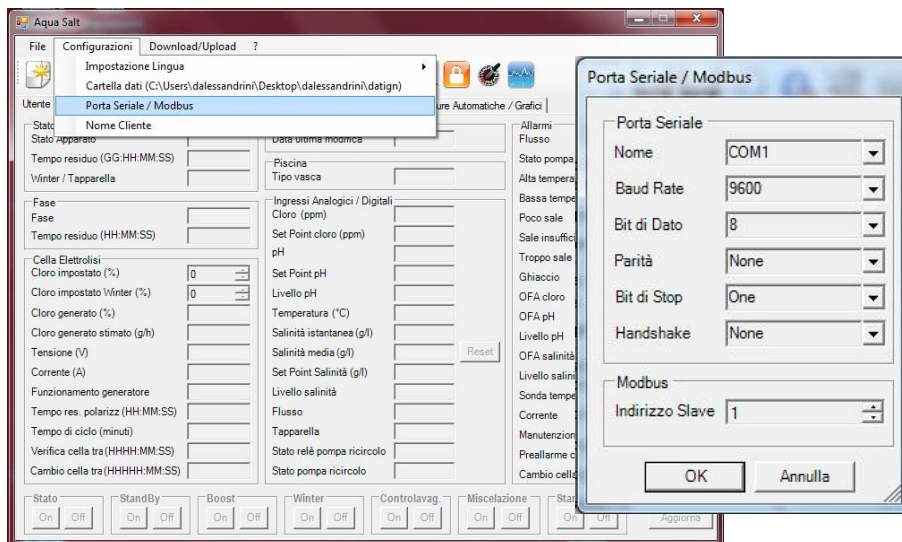 Aqua Salt
File Configurazioni Download/Upload ?
Impostazione Lingua
Cartella dati (C:\Users\dalessandrini\Desktop\dalessandrini\datign)
Porta Seriale / Modbus
Nome Cliente
Utente
ure Automatiche / Grafici
Stato
Stato Apparato
Tempo residuo (GG:HH:MM:SS)
Winter / Tapparella
Fase
Fase
Tempo residuo (HH:MM:SS)
Cella Elettrolisi
Cloro impostato (%) 0
Cloro impostato Winter (%) 0
Cloro generato (%)
Cloro generato stimato (g/h)
Tensione (V)
Corrente (A)
Funzionamento generatore
Tempo res. polarizz (HH:MM:SS)
Tempo di ciclo (minuti)
Verifica cella tra (HHHH:MM:SS)
Cambio cella tra (HHHHH:MM:SS)
Data ultima modifica
Piscina
Tipo vasca
Ingressi Analogici / Digitali
Cloro (ppm)
Set Point cloro (ppm)
pH
Set Point pH
Livello pH
Temperatura (°C)
Salinità istantanea (g/l)
Salinità media (g/l) Reset
Set Point Salinità (g/l)
Livello salinità
Flusso
Tapparella
Stato relè pompa ricircolo
Stato pompa ricircolo
Allarmi
Flusso
Stato pompa
Alta tempera
Bassa tempe
Poco sale
Sale insuffici
Troppo sale
Ghiaccio
OFA cloro
OFA pH
Livello pH
OFA salinità
Livello salini
Sonda tempe
Corrente
Manutenzion
Preallarme c
Cambio cella
Stato StandBy Boost Winter Controlavag. Miscelazione Star
On Off On Off On Off On Off On Off On Off On Off Aggiorna
Porta Seriale / Modbus
Porta Seriale
Nome COM1
Baud Rate 9600
Bit di Dato 8
Parità None
Bit di Stop One
Handshake None
Modbus
Indirizzo Slave 1
OK Annulla